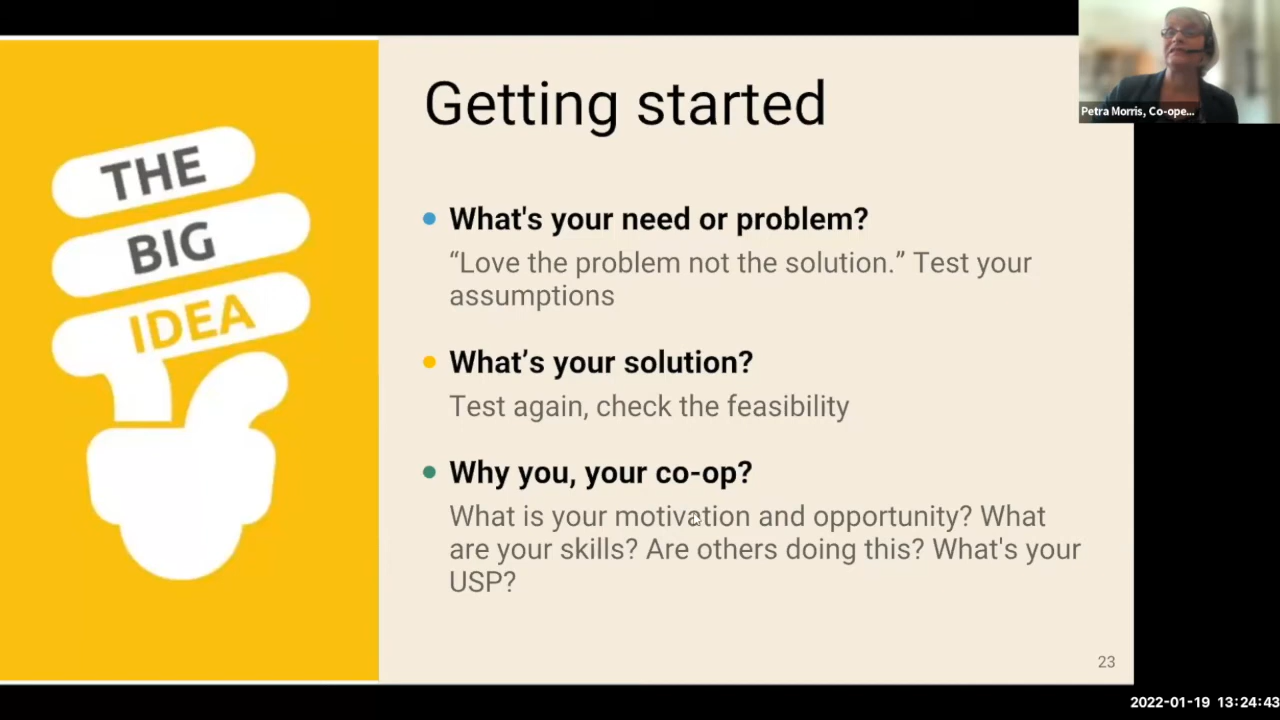 THE
BIG
IDEA
Getting started
What's your need or problem?
“Love the problem not the solution.” Test your
assumptions
What’s your solution?
Test again, check the feasibility
Why you, your co-op?
What is your motivation and opportunity? What
are your skills? Are others doing this? What's your
USP?
23
Petra Morris, Co-ope...
2022-01-19 13:24:43